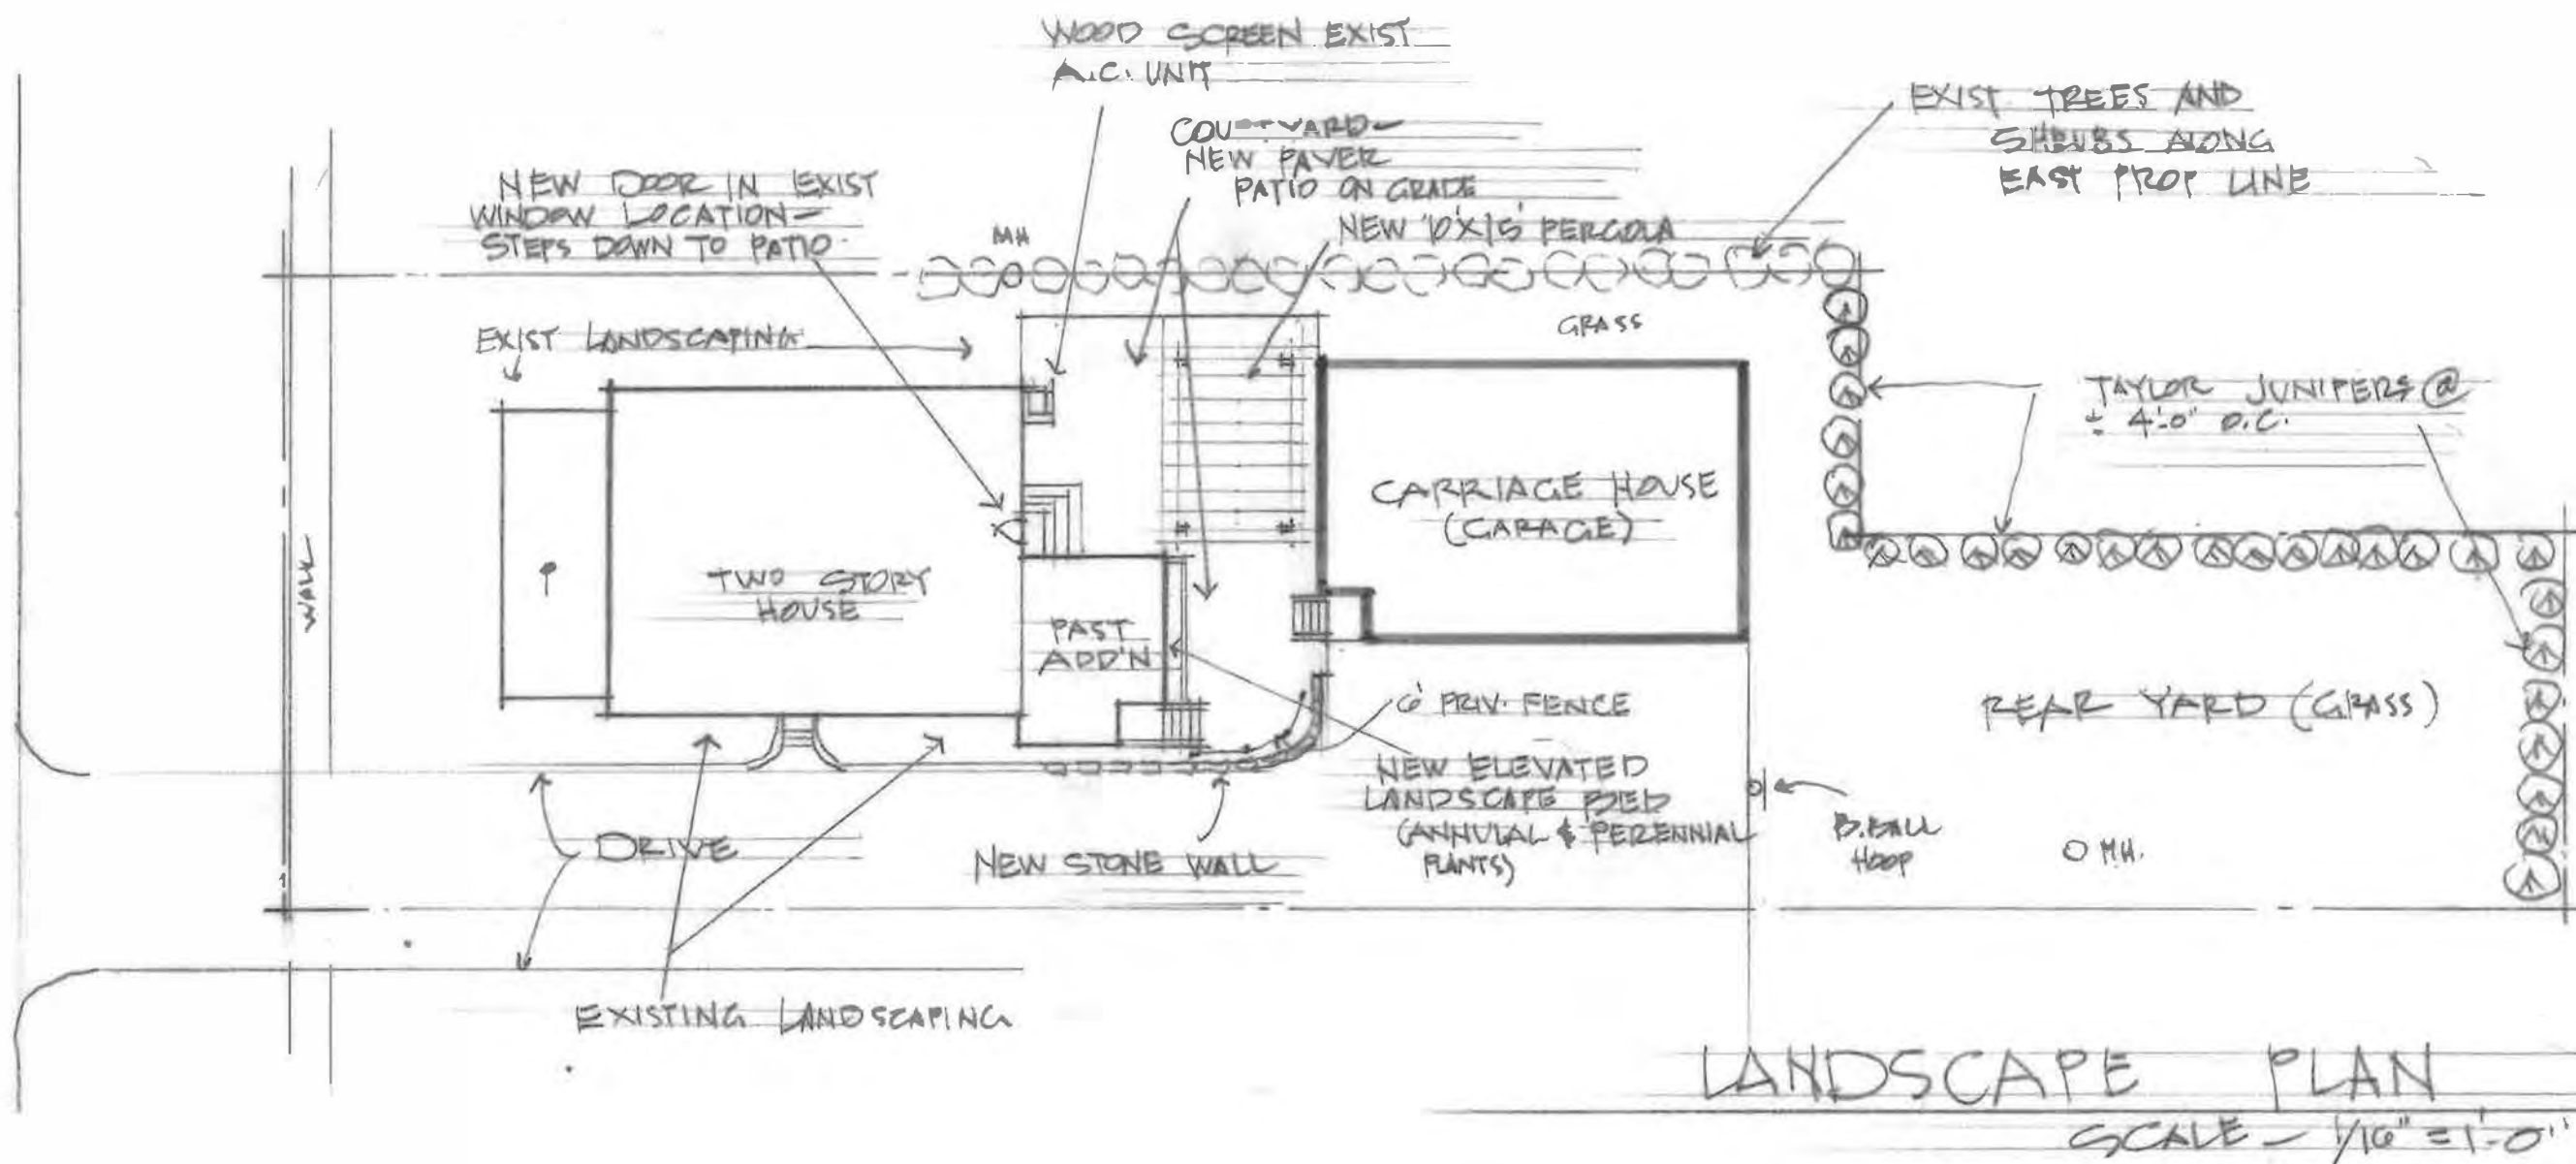 WOOD SCREEN EXIST
A.C. UNIT
COURTYARD-
NEW PAVER
PATIO ON GRADE
EXIST TREES AND
SHRUBS ALONG
EAST PROP LINE
NEW DOOR IN EXIST
WINDOW LOCATION-
STEPS DOWN TO PATIO
MH
NEW 10'X15' PERGOLA
EXIST LANDSCAPING
GRASS
TAYLOR JUNIPERS @
± 4'-0" O.C.
CARRIAGE HOUSE
(GARAGE)
WALK
P
TWO STORY
HOUSE
PAST
ADD'N
6' PRIV. FENCE
REAR YARD (GRASS)
NEW ELEVATED
LANDSCAPE BED
(ANNULAL & PERENNIAL
PLANTS)
B.BALL
HOOP
MH.
DRIVE
NEW STONE WALL
EXISTING LANDSCAPING
LANDSCAPE PLAN
SCALE - 1/16" = 1'-0"